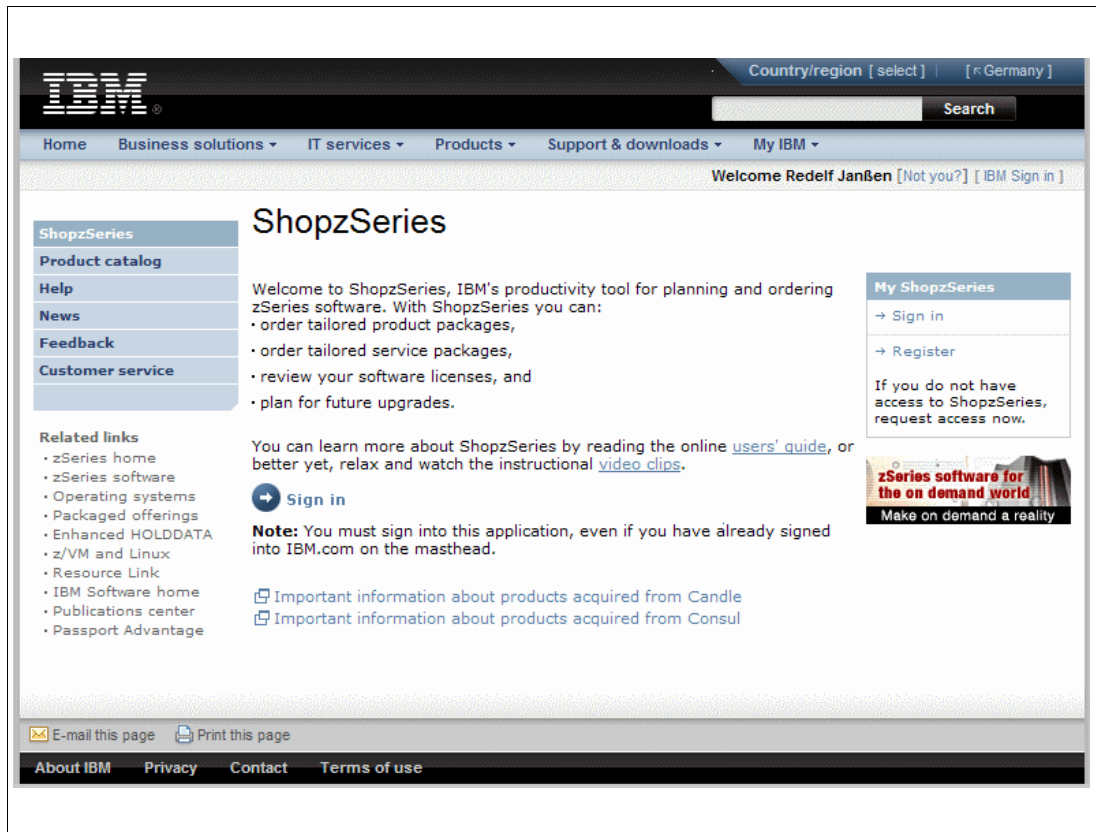 Country/region [ select ] | [ Germany ]
IBM ®
Search
Home Business solutions IT services Products Support & downloads My IBM
Welcome Redelf Janßen [Not you?] [ IBM Sign in ]
ShopzSeries
Product catalog
Help
News
Feedback
Customer service
Related links
· zSeries home
· zSeries software
· Operating systems
· Packaged offerings
· Enhanced HOLDDATA
· z/VM and Linux
· Resource Link
· IBM Software home
· Publications center
· Passport Advantage
ShopzSeries
Welcome to ShopzSeries, IBM's productivity tool for planning and ordering
zSeries software. With ShopzSeries you can:
· order tailored product packages,
· order tailored service packages,
· review your software licenses, and
· plan for future upgrades.
You can learn more about ShopzSeries by reading the online users' guide, or
better yet, relax and watch the instructional video clips.
Sign in
Note: You must sign into this application, even if you have already signed
into IBM.com on the masthead.
Important information about products acquired from Candle
Important information about products acquired from Consul
My ShopzSeries
→ Sign in
→ Register
If you do not have
access to ShopzSeries,
request access now.
zSeries software for
the on demand world
Make on demand a reality
E-mail this page Print this page
About IBM Privacy Contact Terms of use